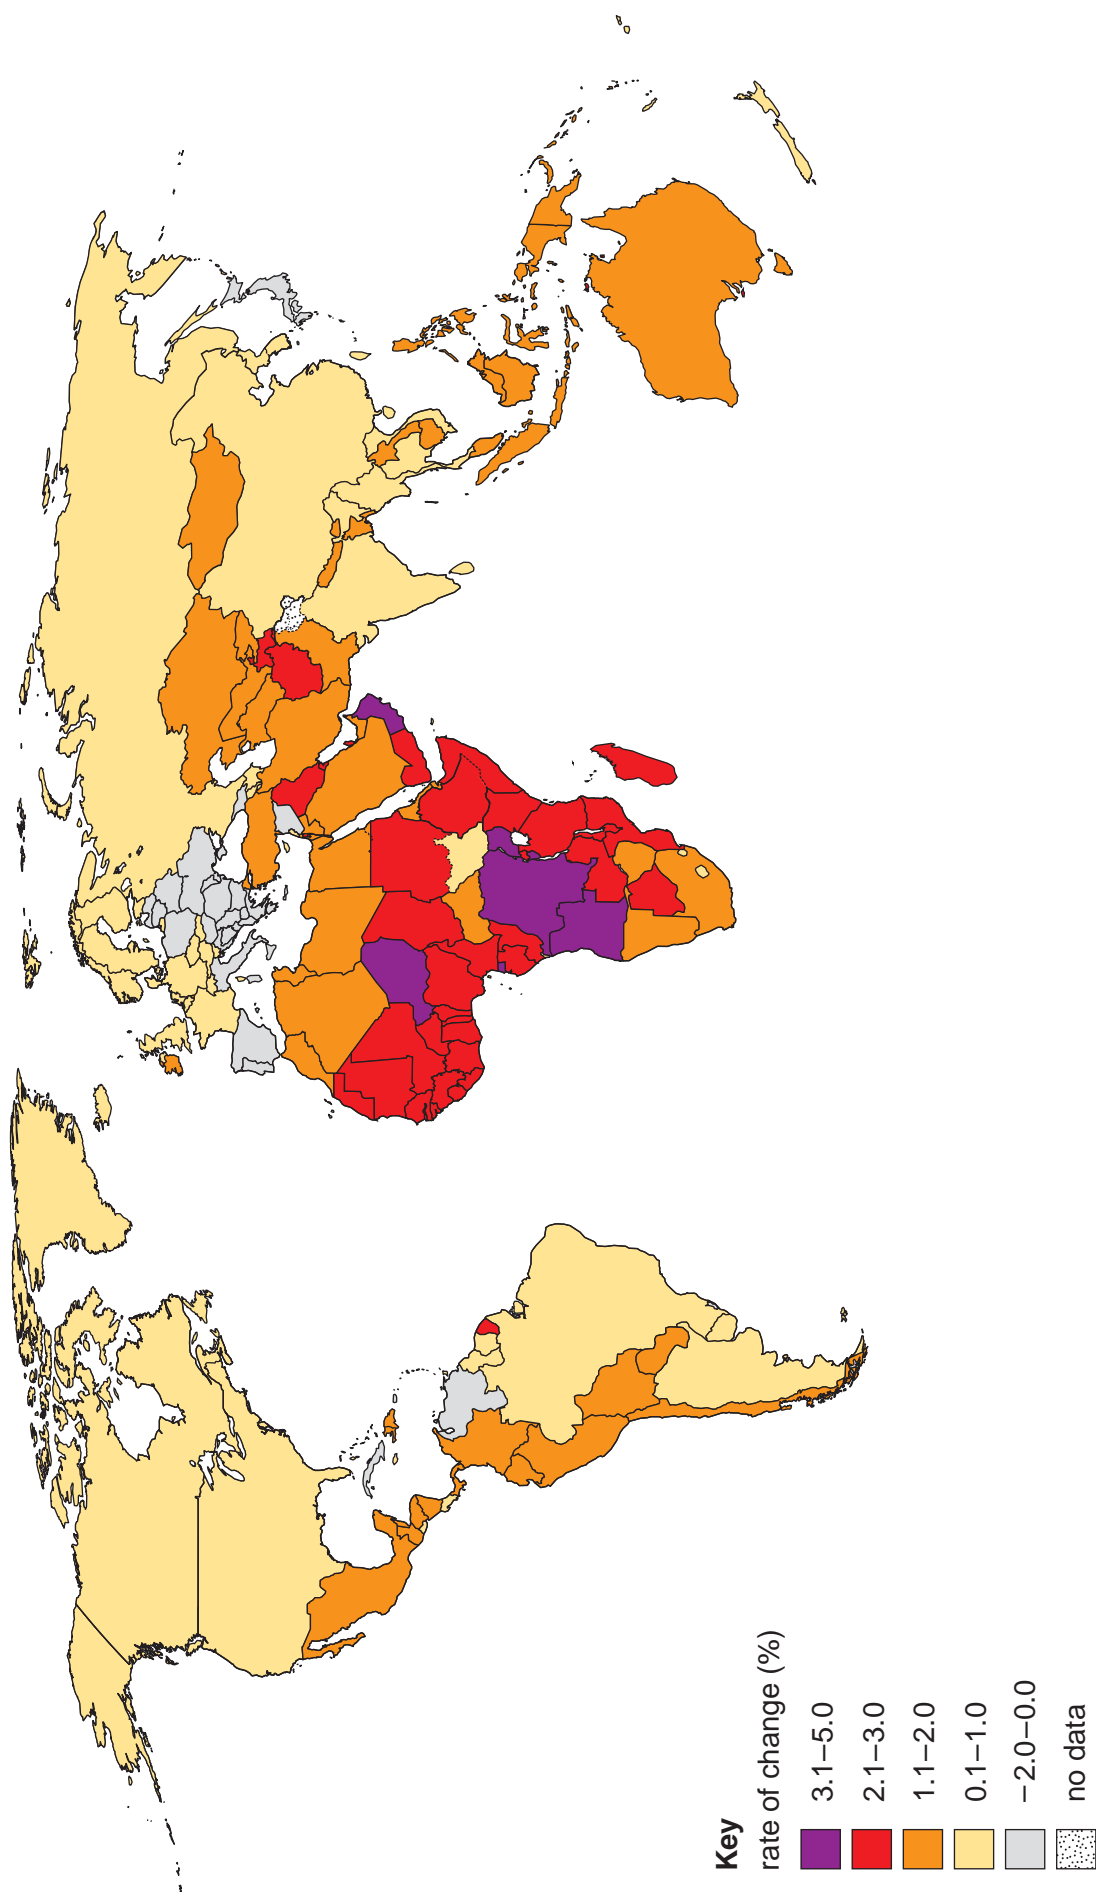 Key
rate of change (%)
3.1–5.0
2.1–3.0
1.1–2.0
0.1–1.0
–2.0–0.0
no data